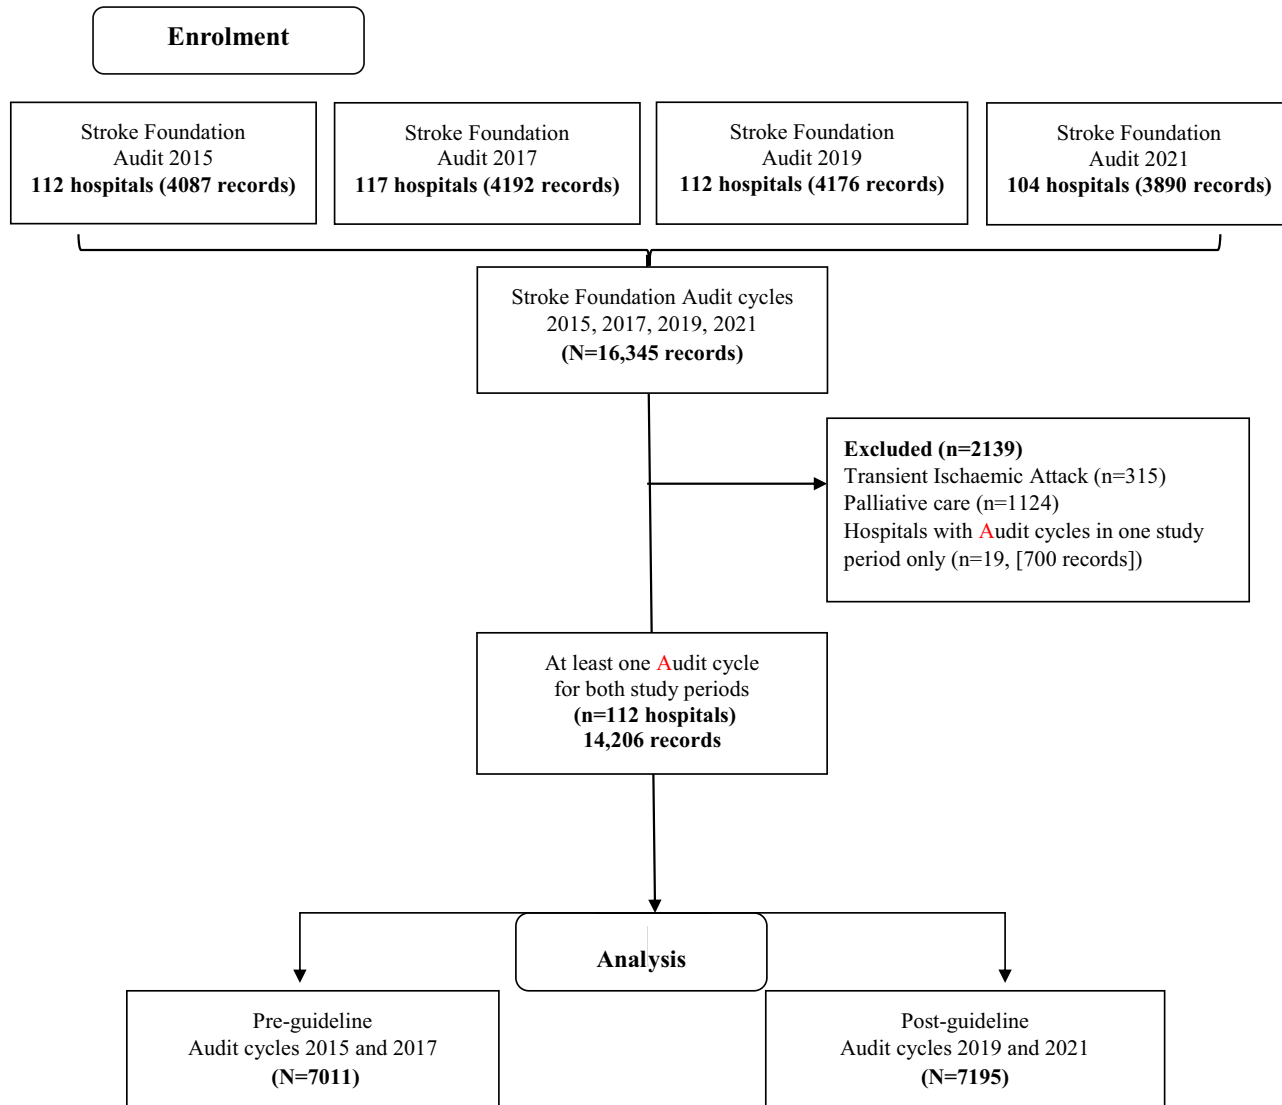 Enrolment
Stroke Foundation
Audit 2015
112 hospitals (4087 records)
Stroke Foundation
Audit 2017
117 hospitals (4192 records)
Stroke Foundation
Audit 2019
112 hospitals (4176 records)
Stroke Foundation
Audit 2021
104 hospitals (3890 records)
Stroke Foundation Audit cycles
2015, 2017, 2019, 2021
(N=16,345 records)
Excluded (n=2139)
Transient Ischaemic Attack (n=315)
Palliative care (n=1124)
Hospitals with Audit cycles in one study
period only (n=19, [700 records])
At least one Audit cycle
for both study periods
(n=112 hospitals)
14,206 records
Analysis
Pre-guideline
Audit cycles 2015 and 2017
(N=7011)
Post-guideline
Audit cycles 2019 and 2021
(N=7195)